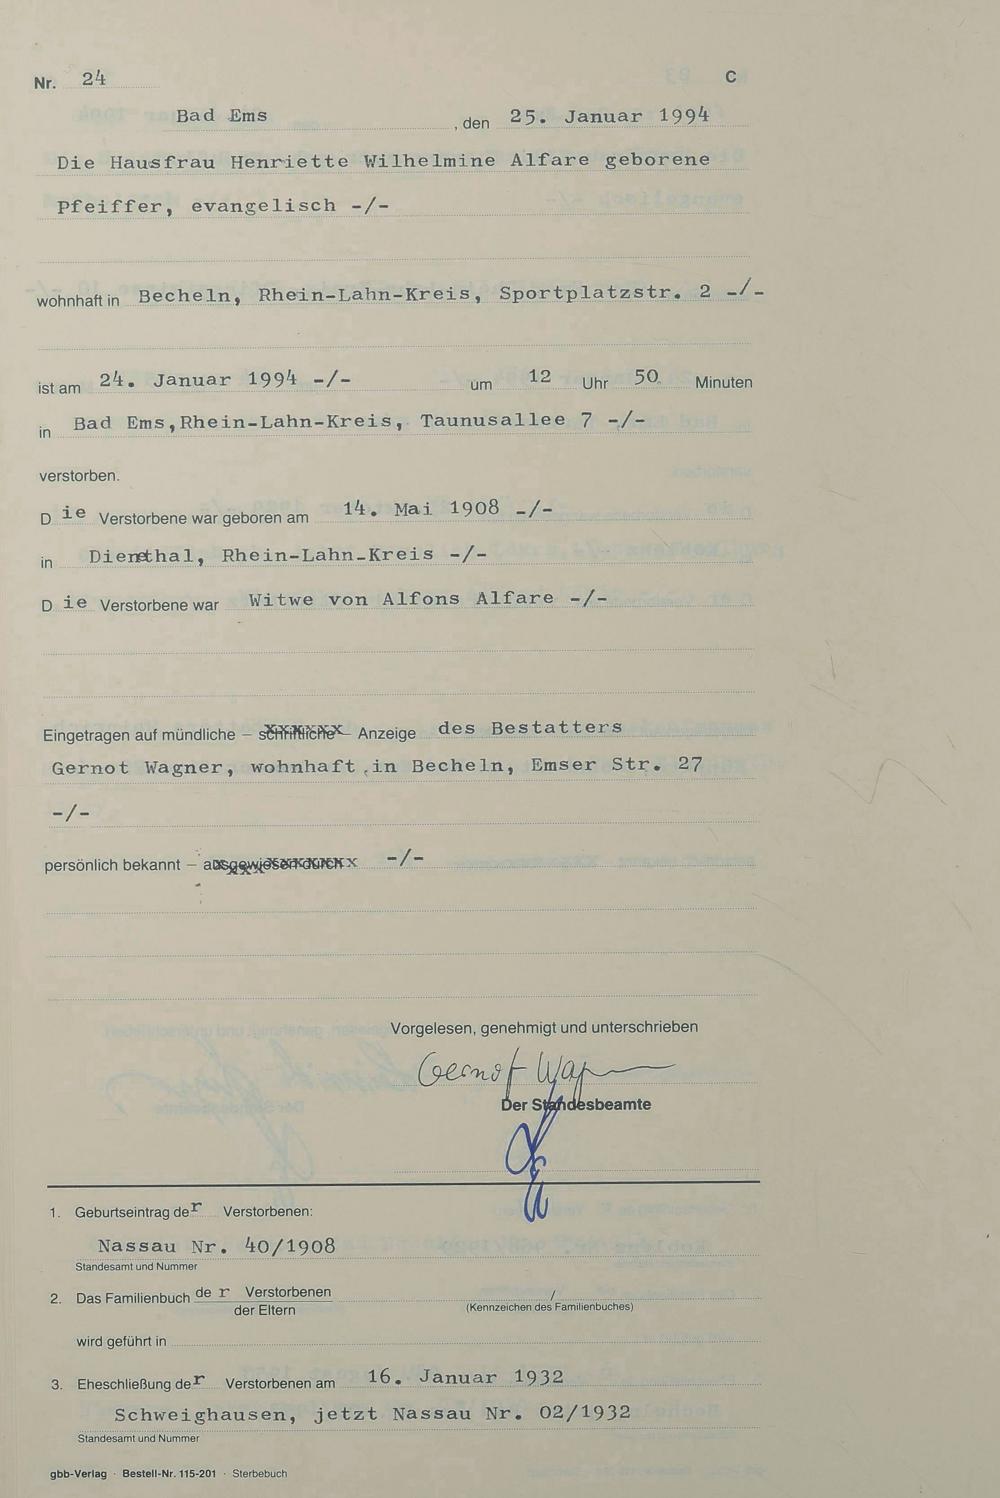 Nr. 24 C
Bad Ems , den 25. Januar 1994
Die Hausfrau Henriette Wilhelmine Alfare geborene
Pfeiffer, evangelisch -/-
wohnhaft in Becheln, Rhein-Lahn-Kreis, Sportplatzstr. 2 -/-
ist am 24. Januar 1994 -/- um 12 Uhr 50 Minuten
in Bad Ems,Rhein-Lahn-Kreis, Taunusallee 7 -/-
verstorben.
Die Verstorbene war geboren am 14. Mai 1908 -/-
in Dienethal, Rhein-Lahn-Kreis -/-
Die Verstorbene war Witwe von Alfons Alfare -/-
Eingetragen auf mündliche – schriftliche – Anzeige des Bestatters
Gernot Wagner, wohnhaft in Becheln, Emser Str. 27
-/-
persönlich bekannt – ausgewiesen durch -/-
Vorgelesen, genehmigt und unterschrieben
Gernot Wagner
Der Standesbeamte
1. Geburtseintrag der Verstorbenen:
Nassau Nr. 40/1908
Standesamt und Nummer
2. Das Familienbuch der Verstorbenen /
der Eltern (Kennzeichen des Familienbuches)
wird geführt in
3. Eheschließung der Verstorbenen am 16. Januar 1932
Schweighausen, jetzt Nassau Nr. 02/1932
Standesamt und Nummer
gbb-Verlag · Bestell-Nr. 115-201 · Sterbebuch